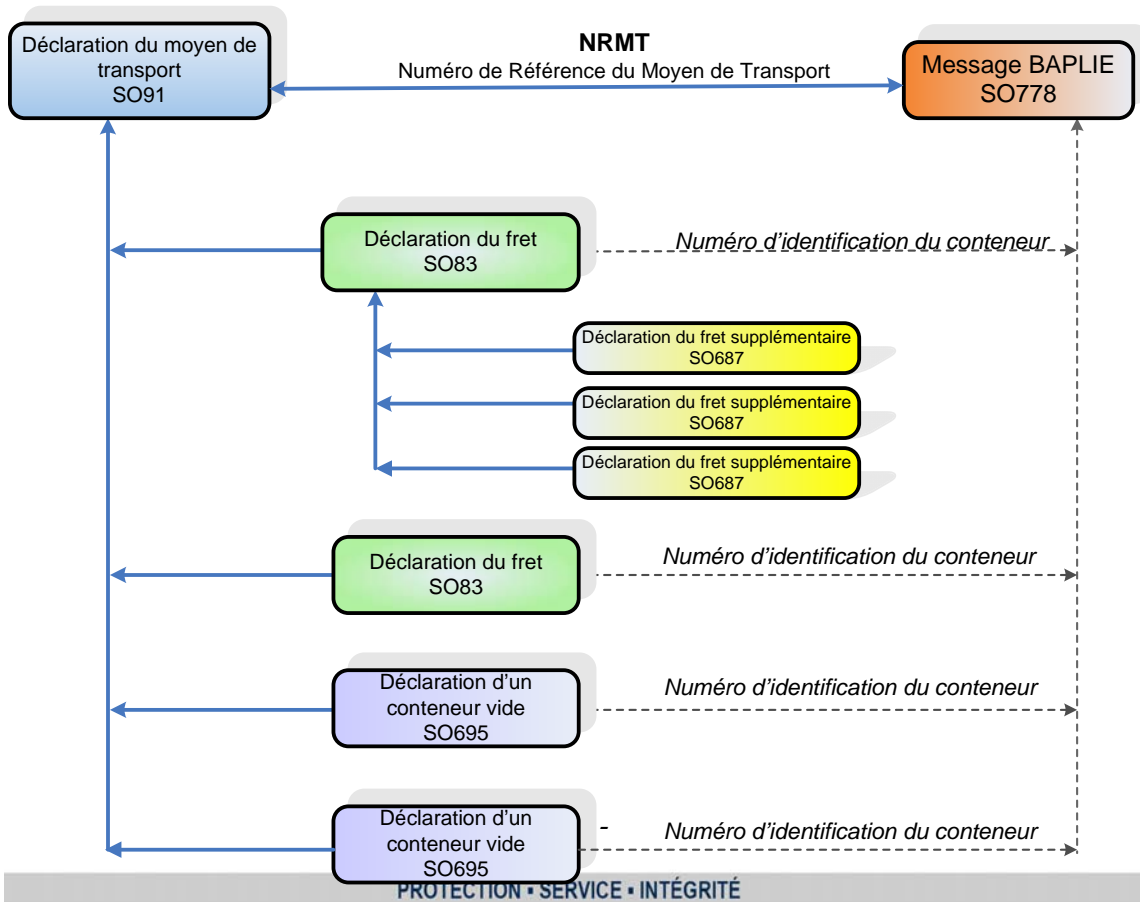 Déclaration du moyen de
transport
SO91
NRMT
Numéro de Référence du Moyen de Transport
Message BAPLIE
SO778
Déclaration du fret
SO83
Numéro d'identification du conteneur
Déclaration du fret supplémentaire
SO687
Déclaration du fret supplémentaire
SO687
Déclaration du fret supplémentaire
SO687
Déclaration du fret
SO83
Numéro d'identification du conteneur
Déclaration d'un
conteneur vide
SO695
Numéro d'identification du conteneur
Déclaration d'un
conteneur vide
SO695
- Numéro d'identification du conteneur
PROTECTION ▪ SERVICE ▪ INTÉGRITÉ